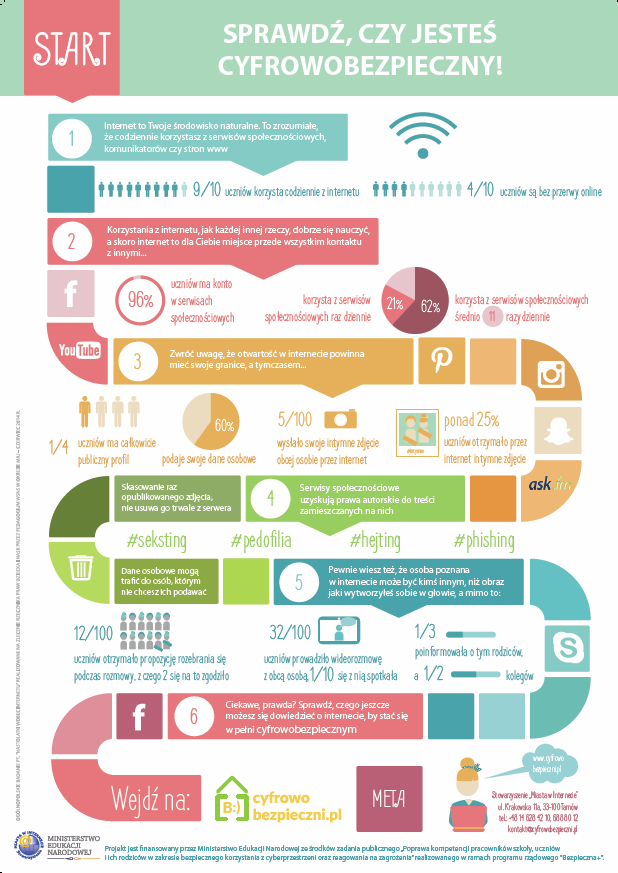 START
SPRAWDŹ, CZY JESTEŚ
CYFROWOBEZPIECZNY!
1
Internet to Twoje środowisko naturalne. To zrozumiałe,
że codziennie korzystasz z serwisów społecznościowych,
komunikatorów czy stron www
9/10 uczniów korzysta codziennie z internetu
4/10 uczniów są bez przerwy online
2
Korzystania z internetu, jak każdej innej rzeczy, dobrze się nauczyć,
a skoro internet to dla Ciebie miejsce przede wszystkim kontaktu
z innymi...
f
96%
uczniów ma konto
w serwisach
społecznościowych
korzysta z serwisów
społecznościowych raz dziennie
21%
62%
korzysta z serwisów społecznościowych
średnio 11 razy dziennie
YouTube
3
Zwróć uwagę, że otwartość w internecie powinna
mieć swoje granice, a tymczasem...
1/4 uczniów ma całkowicie
publiczny profil
60%
podaje swoje dane osobowe
5/100
wysłało swoje intymne zdjęcie
obcej osobie przez internet
ponad 25%
uczniów otrzymało przez
internet intymne zdjęcie
ask fm
Skasowanie raz
opublikowanego zdjęcia,
nie usuwa go trwale z serwera
4
Serwisy społecznościowe
uzyskują prawa autorskie do treści
zamieszczanych na nich
#seksting
#pedofilia
#hejting
#phishing
Dane osobowe mogą
trafić do osób, którym
nie chcesz ich podawać
5
Pewnie wiesz też, że osoba poznana
w internecie może być kimś innym, niż obraz
jaki wytworzyłeś sobie w głowie, a mimo to:
12/100
uczniów otrzymało propozycję rozebrania się
podczas rozmowy, z czego 2 się na to zgodziło
32/100
uczniów prowadziło wideorozmowę
z obcą osobą, 1/10 się z nią spotkała
1/3
poinformowała o tym rodziców,
a 1/2 kolegów
S
f
6
Ciekawe, prawda? Sprawdź, czego jeszcze
możesz się dowiedzieć o internecie, by stać się
w pełni cyfrowobezpiecznym
Wejdź na:
B:)
cyfrowo
bezpieczni.pl
META
www.cyfrowo
bezpieczni.pl
Stowarzyszenie „Miasta w Internecie"
ul. Krakowska 11a, 33-100 Tarnów
tel.: +48 14 628 42 10, 688 80 12
kontakt@cyfrowobezpieczni.pl
MINISTERSTWO
EDUKACJI
NARODOWEJ
Projekt jest finansowany przez Ministerstwo Edukacji Narodowej ze środków zadania publicznego „Poprawa kompetencji pracowników szkoły, uczniów
i ich rodziców w zakresie bezpiecznego korzystania z cyberprzestrzeni oraz reagowania na zagrożenia" realizowanego w ramach programu rządowego "Bezpieczna+".